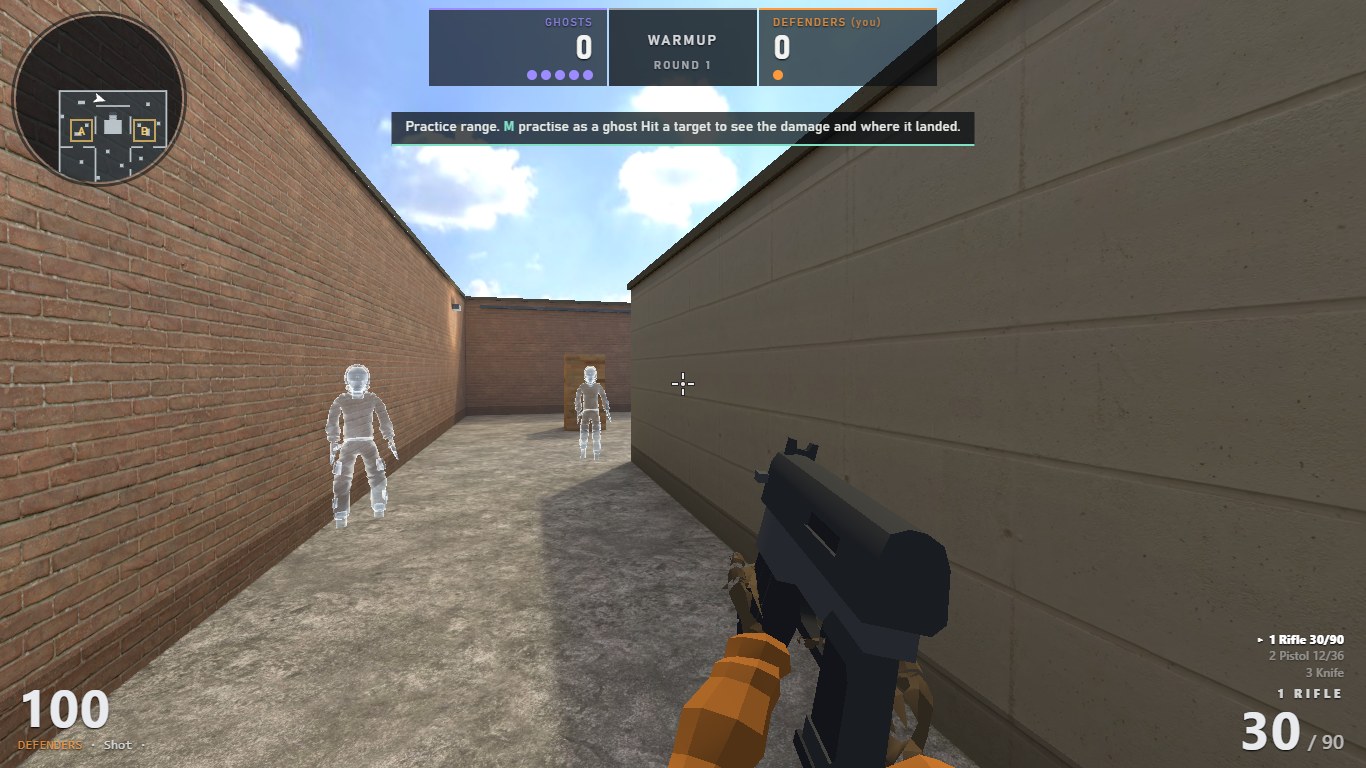 GHOSTS
0
WARMUP
ROUND 1
DEFENDERS (you)
0
A
B
Practice range. M practise as a ghost Hit a target to see the damage and where it landed.
▸ 1 Rifle 30/90
2 Pistol 12/36
3 Knife
1 RIFLE
30 / 90
100
DEFENDERS · Shot ·